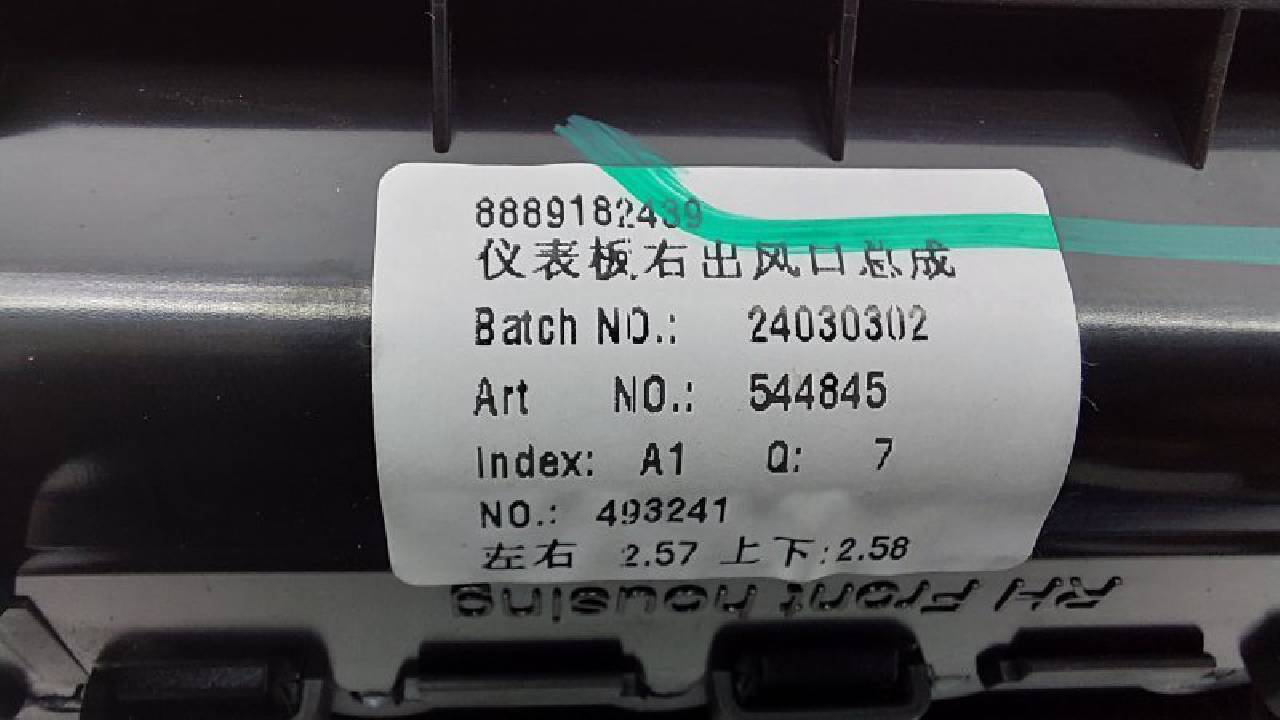 8889182439
仪表板右出风口总成
Batch NO.: 24030302
Art NO.: 544845
Index: A1 Q: 7
NO.: 493241
左右 2.57 上下:2.58
RH Front housing